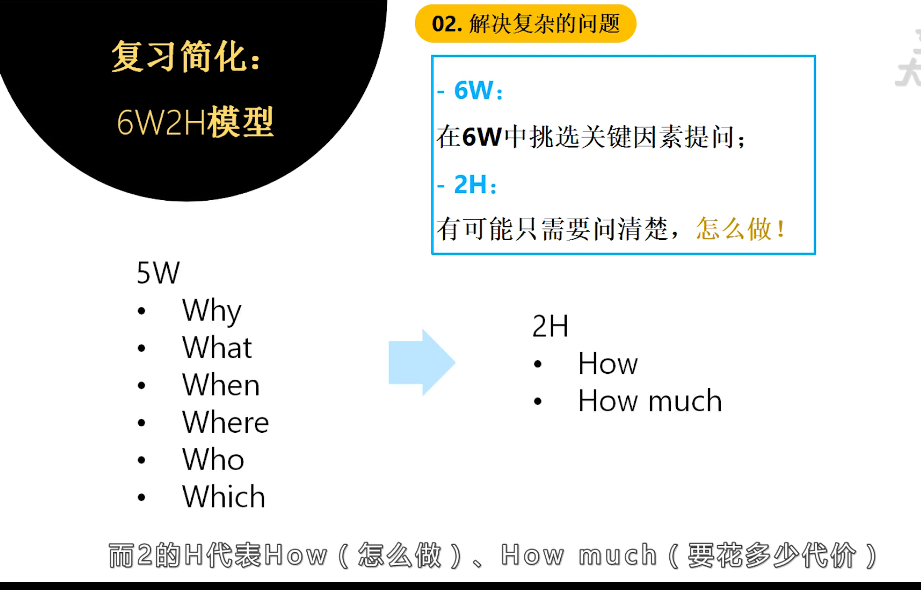 复习简化：
6W2H模型
02. 解决复杂的问题
- 6W：
在6W中挑选关键因素提问；
- 2H：
有可能只需要问清楚，怎么做！
5W
• Why
• What
• When
• Where
• Who
• Which
2H
• How
• How much
而2的H代表How（怎么做）、How much（要花多少代价）